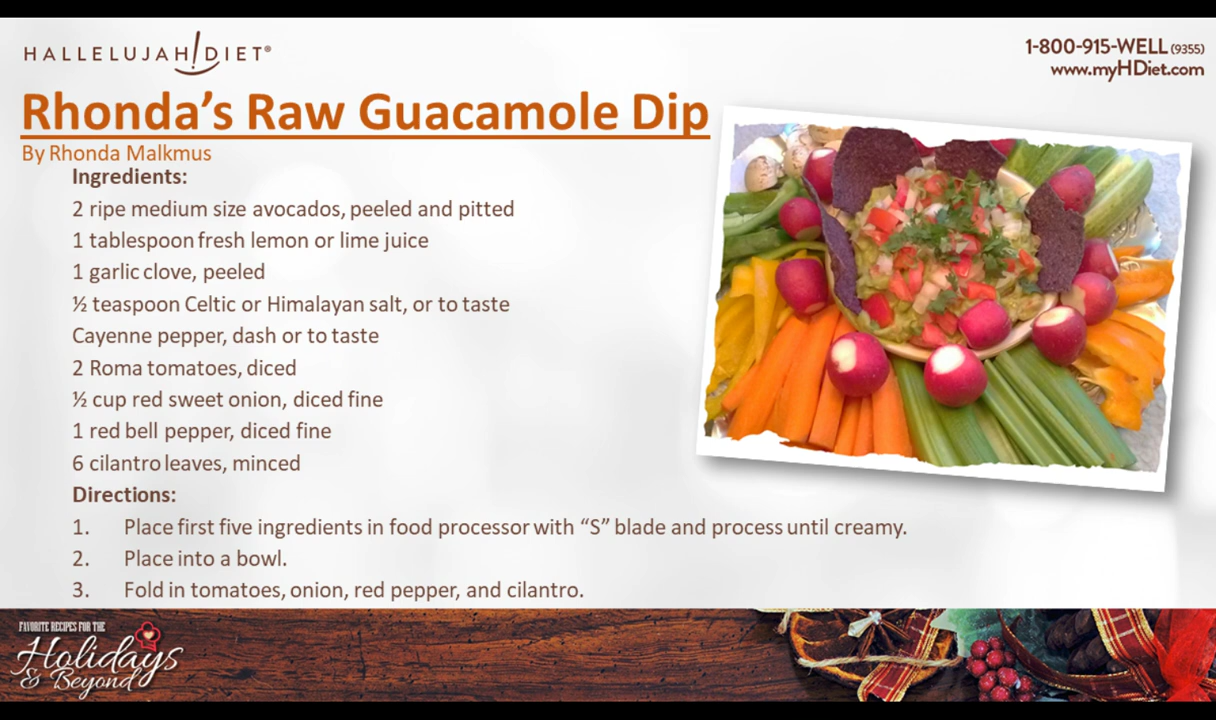 HALLELUJAH! DIET®
1-800-915-WELL (9355)
www.myHDiet.com
Rhonda's Raw Guacamole Dip
By Rhonda Malkmus
Ingredients:
2 ripe medium size avocados, peeled and pitted
1 tablespoon fresh lemon or lime juice
1 garlic clove, peeled
½ teaspoon Celtic or Himalayan salt, or to taste
Cayenne pepper, dash or to taste
2 Roma tomatoes, diced
½ cup red sweet onion, diced fine
1 red bell pepper, diced fine
6 cilantro leaves, minced
Directions:
1. Place first five ingredients in food processor with “S” blade and process until creamy.
2. Place into a bowl.
3. Fold in tomatoes, onion, red pepper, and cilantro.
FAVORITE RECIPES FOR THE
Holidays
& Beyond